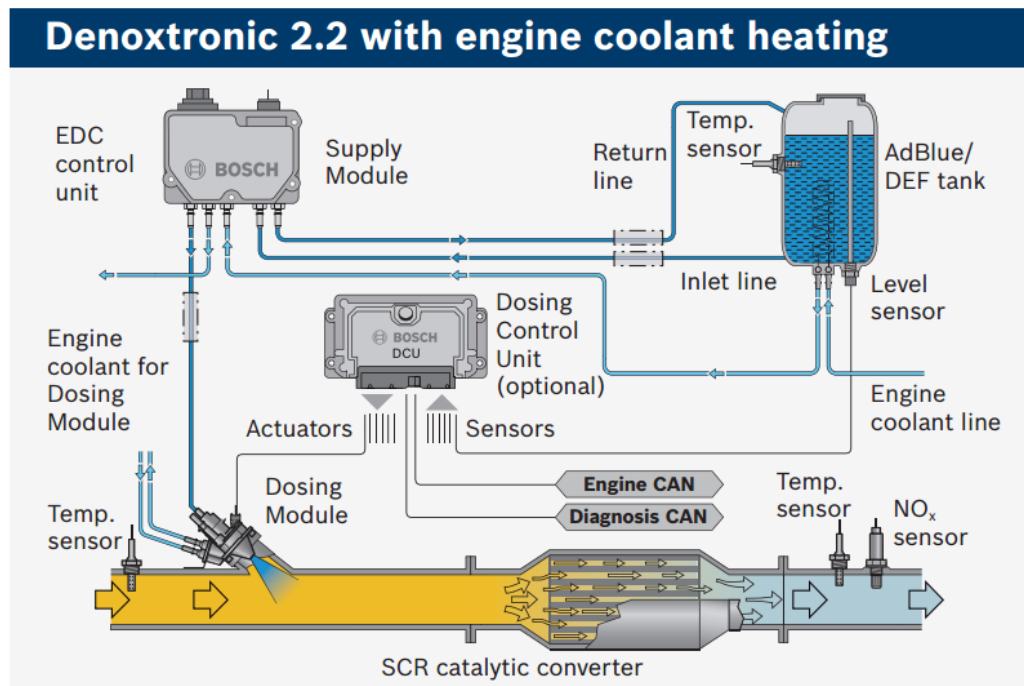 Denoxtronic 2.2 with engine coolant heating
EDC
control
unit
BOSCH
Supply
Module
Return
line
Temp.
sensor
AdBlue/
DEF tank
Inlet line
Level
sensor
Engine
coolant for
Dosing
Module
BOSCH
DCU
Dosing
Control
Unit
(optional)
Engine
coolant line
Actuators
Sensors
Engine CAN
Diagnosis CAN
Temp.
sensor
Dosing
Module
Temp.
sensor
NOx
sensor
SCR catalytic converter